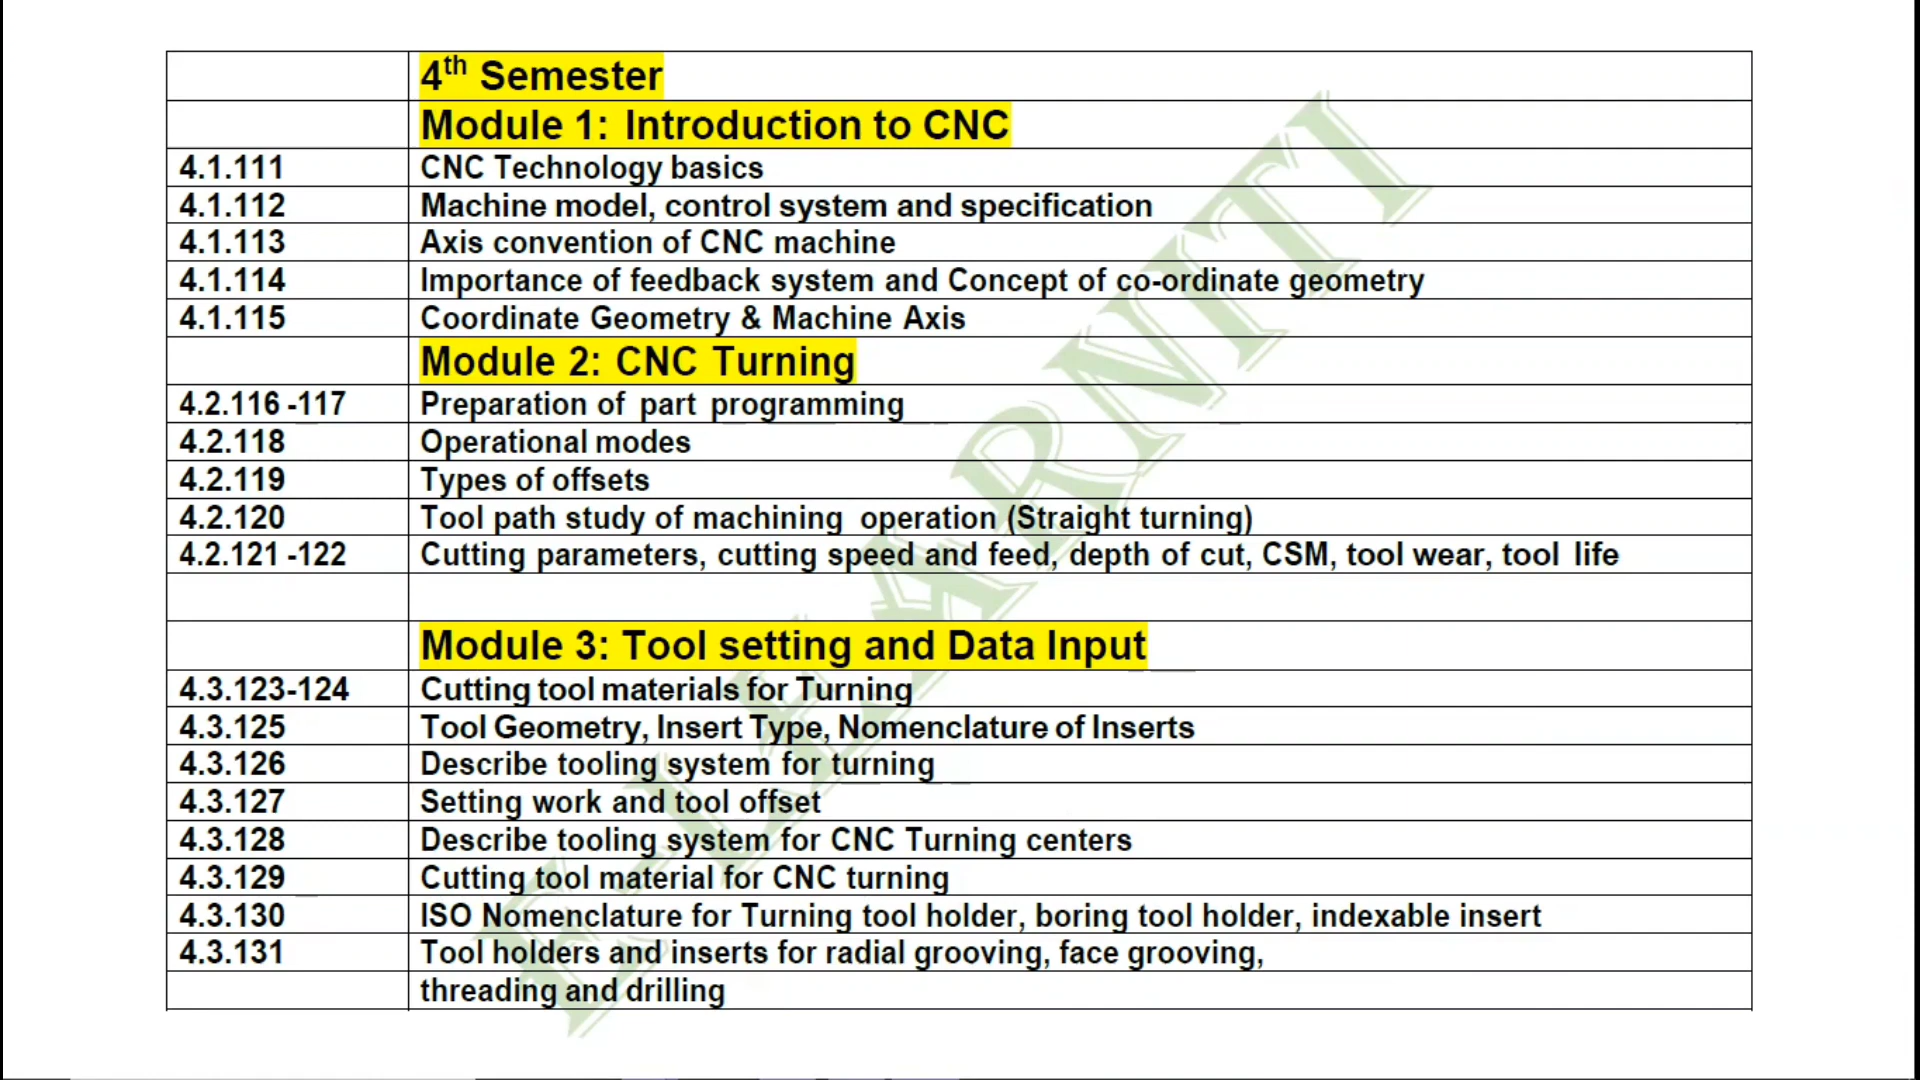 4th Semester
Module 1: Introduction to CNC
4.1.111 CNC Technology basics
4.1.112 Machine model, control system and specification
4.1.113 Axis convention of CNC machine
4.1.114 Importance of feedback system and Concept of co-ordinate geometry
4.1.115 Coordinate Geometry & Machine Axis
Module 2: CNC Turning
4.2.116 -117 Preparation of part programming
4.2.118 Operational modes
4.2.119 Types of offsets
4.2.120 Tool path study of machining operation (Straight turning)
4.2.121 -122 Cutting parameters, cutting speed and feed, depth of cut, CSM, tool wear, tool life
Module 3: Tool setting and Data Input
4.3.123-124 Cutting tool materials for Turning
4.3.125 Tool Geometry, Insert Type, Nomenclature of Inserts
4.3.126 Describe tooling system for turning
4.3.127 Setting work and tool offset
4.3.128 Describe tooling system for CNC Turning centers
4.3.129 Cutting tool material for CNC turning
4.3.130 ISO Nomenclature for Turning tool holder, boring tool holder, indexable insert
4.3.131 Tool holders and inserts for radial grooving, face grooving,
threading and drilling
E-LEARNTI